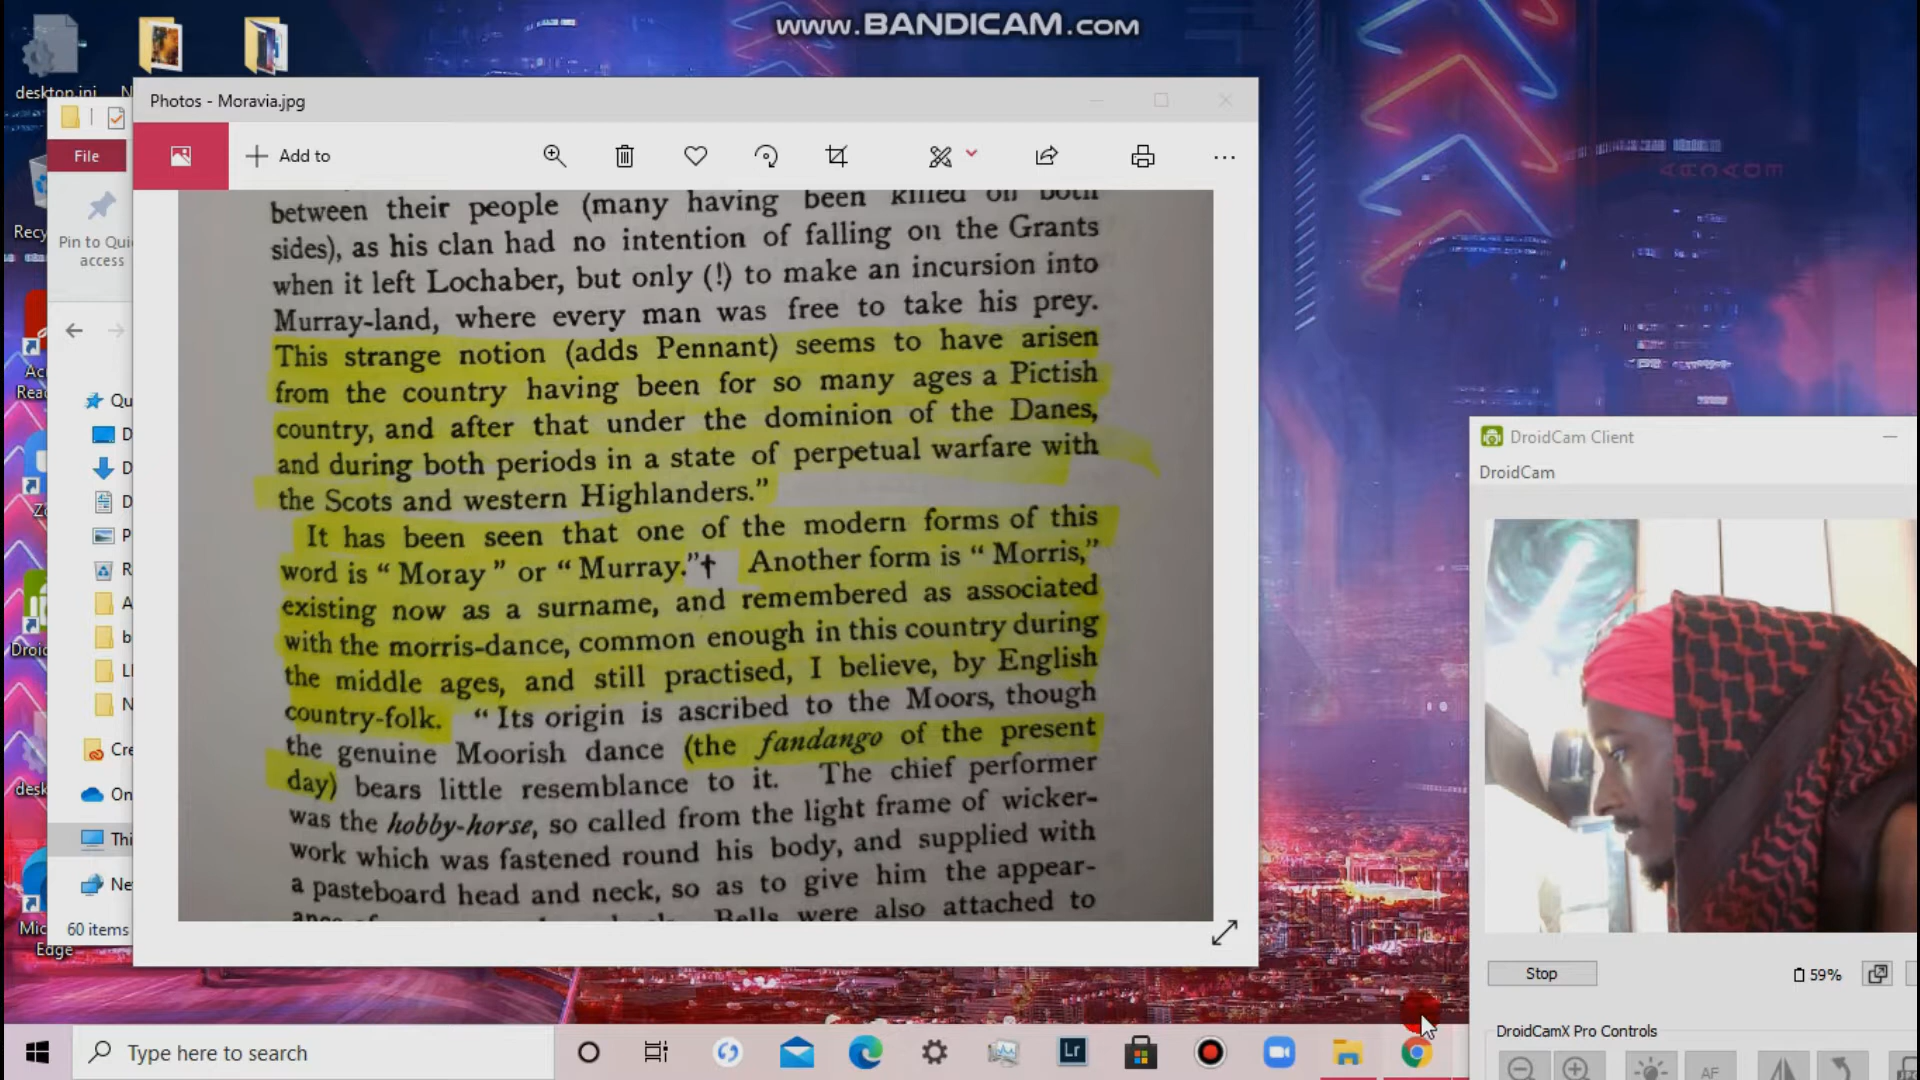 www.BANDICAM.com
desktop.ini
Photos - Moravia.jpg
File
Add to
Pin to Qui
access
60 items
Type here to search
between their people (many having been killed on both
sides), as his clan had no intention of falling on the Grants
when it left Lochaber, but only (!) to make an incursion into
Murray-land, where every man was free to take his prey.
This strange notion (adds Pennant) seems to have arisen
from the country having been for so many ages a Pictish
country, and after that under the dominion of the Danes,
and during both periods in a state of perpetual warfare with
the Scots and western Highlanders.”
It has been seen that one of the modern forms of this
word is “ Moray ” or “ Murray.”† Another form is “ Morris,”
existing now as a surname, and remembered as associated
with the morris-dance, common enough in this country during
the middle ages, and still practised, I believe, by English
country-folk. “Its origin is ascribed to the Moors, though
the genuine Moorish dance (the fandango of the present
day) bears little resemblance to it. The chief performer
was the hobby-horse, so called from the light frame of wicker-
work which was fastened round his body, and supplied with
a pasteboard head and neck, so as to give him the appear-
Bells were also attached to
DroidCam Client
DroidCam
Stop
59%
DroidCamX Pro Controls
AF
Edge
Lr